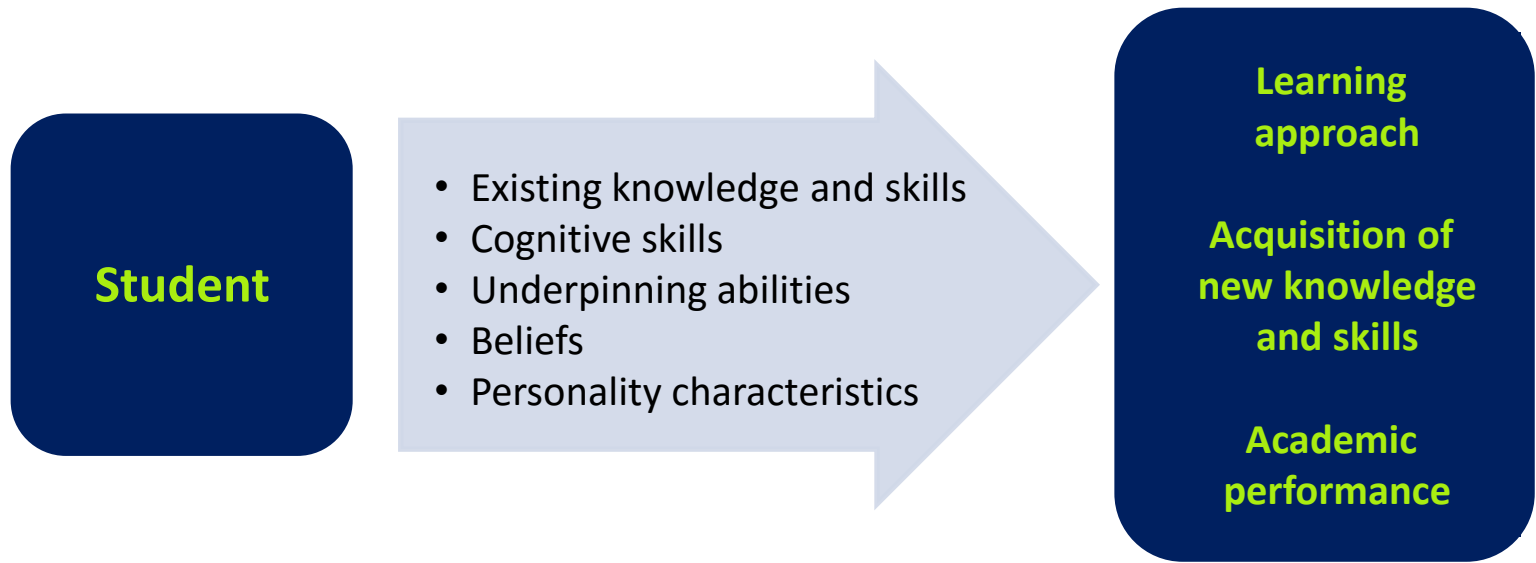 Student
• Existing knowledge and skills
• Cognitive skills
• Underpinning abilities
• Beliefs
• Personality characteristics
Learning
approach
Acquisition of
new knowledge
and skills
Academic
performance